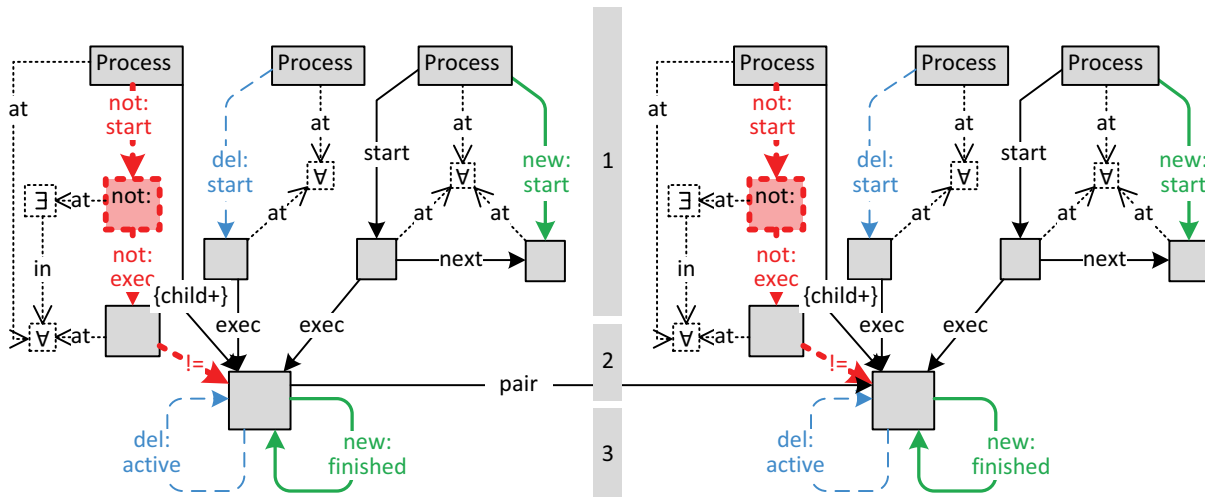 Process Process Process Process Process Process
at not: at at not: at at
start start
del: start new: 1 del: start new:
start ∀ ∀ start start ∀ ∀ start
∃ at not: at at at ∃ at not: at at at
in not: next in not: next
exec exec
{child+} {child+}
∀ at exec exec ∀ at exec exec
!= 2 !=
pair
del: new: 3 del: new:
active finished active finished